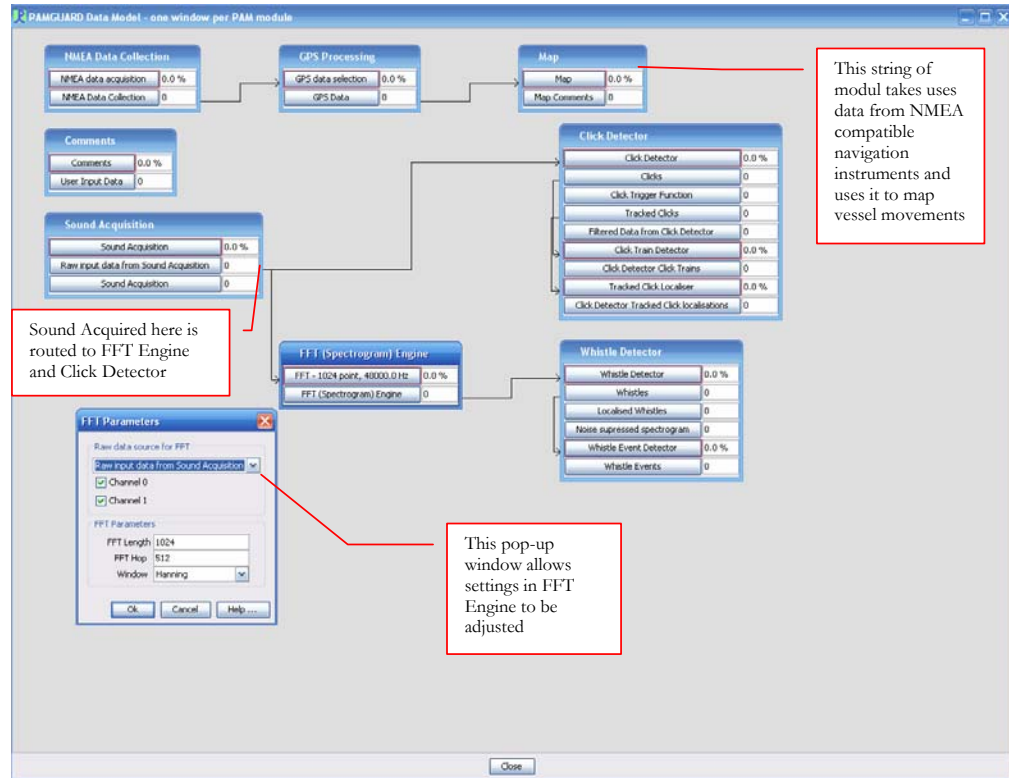 PAMGUARD Data Model - one window per PAM module
NMEA Data Collection
NMEA data acquisition 0.0 %
NMEA Data Collection 0
GPS Processing
GPS data selection 0.0 %
GPS Data 0
Map
Map 0.0 %
Map Comments 0
This string of
modul takes uses
data from NMEA
compatible
navigation
instruments and
uses it to map
vessel movements
Comments
Comments 0.0 %
User Input Data 0
Click Detector
Click Detector 0.0 %
Clicks 0
Click Trigger Function 0
Tracked Clicks 0
Filtered Data from Click Detector 0
Click Train Detector 0.0 %
Click Detector Click Trains 0
Tracked Click Localiser 0.0 %
Click Detector Tracked Click localisations 0
Sound Acquisition
Sound Acquisition 0.0 %
Raw input data from Sound Acquisition 0
Sound Acquisition 0
Sound Acquired here is
routed to FFT Engine
and Click Detector
FFT (Spectrogram) Engine
FFT - 1024 point, 40000.0 Hz 0.0 %
FFT (Spectrogram) Engine 0
Whistle Detector
Whistle Detector 0.0 %
Whistles 0
Localised Whistles 0
Noise supressed spectrogram 0
Whistle Event Detector 0.0 %
Whistle Events 0
FFT Parameters
Raw data source for FFT
Raw input data from Sound Acquisition
Channel 0
Channel 1
FFT Parameters
FFT Length 1024
FFT Hop 512
Window Hanning
Ok Cancel Help ...
This pop-up
window allows
settings in FFT
Engine to be
adjusted
Close